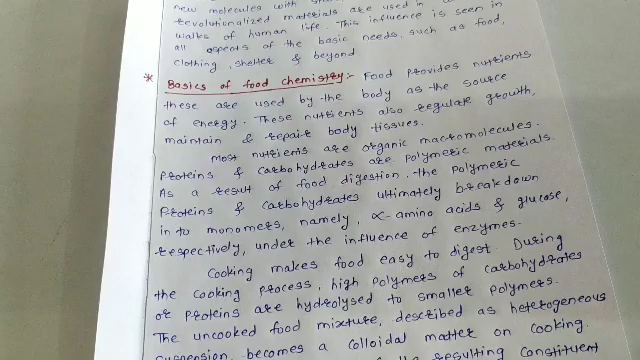 new molecules with
revolutionalized materials are used in
walks of human life. This influence is seen in
all aspects of the basic needs, such as food,
clothing, shelter & beyond
* Basics of food chemistry:- Food provides nutrients
these are used by the body as the source
of energy. These nutrients also regulate growth,
maintain & repair body tissues.
Most nutrients are organic macromolecules.
Proteins & carbohydrates are polymeric materials.
As a result of food digestion, the polymeric
Proteins & carbohydrates ultimately breakdown
in to monomers, namely, α-amino acids & glucose,
respectively, under the influence of enzymes.
Cooking makes food easy to digest. During
the cooking process, high polymers of carbohydrates
or proteins are hydrolysed to smaller polymers.
The uncooked food mixture, described as heterogeneous
suspension, becomes a colloidal matter on cooking.
resulting constituent